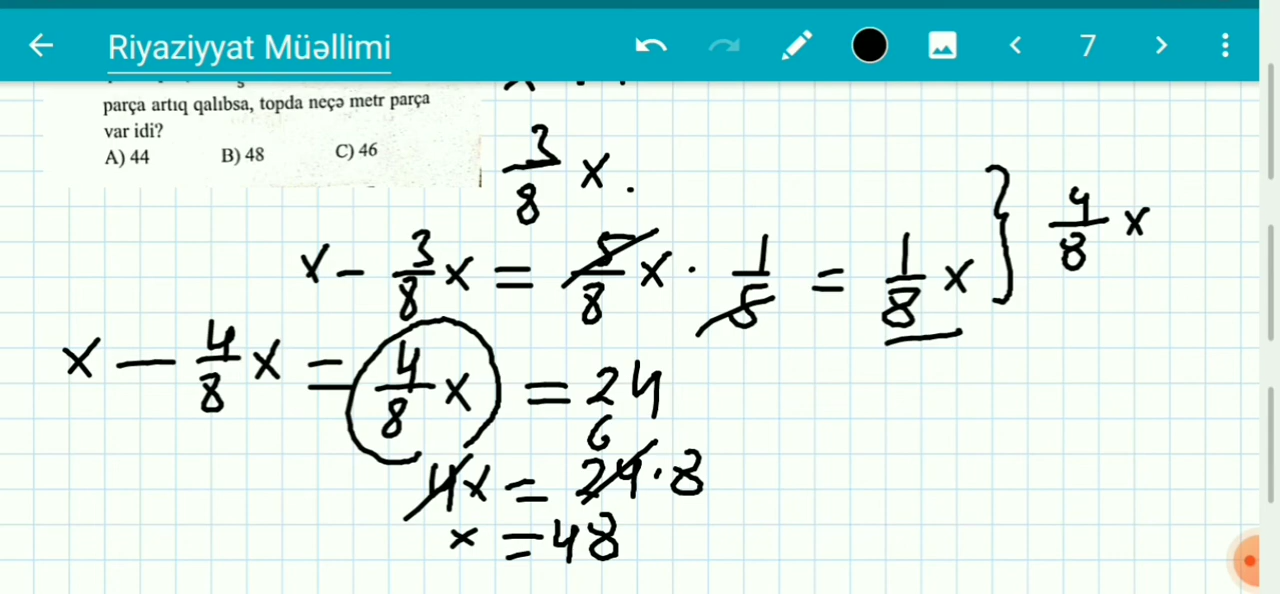 Riyaziyyat Müəllimi
7
parça artıq qalıbsa, topda neçə metr parça
var idi?
A) 44 B) 48 C) 46
3/8 x.
x - 3/8 x = 5/8 x · 1/5 = 1/8 x } 4/8 x
x - 4/8 x = 4/8 x = 24
6
4x = 24 · 8
x = 48